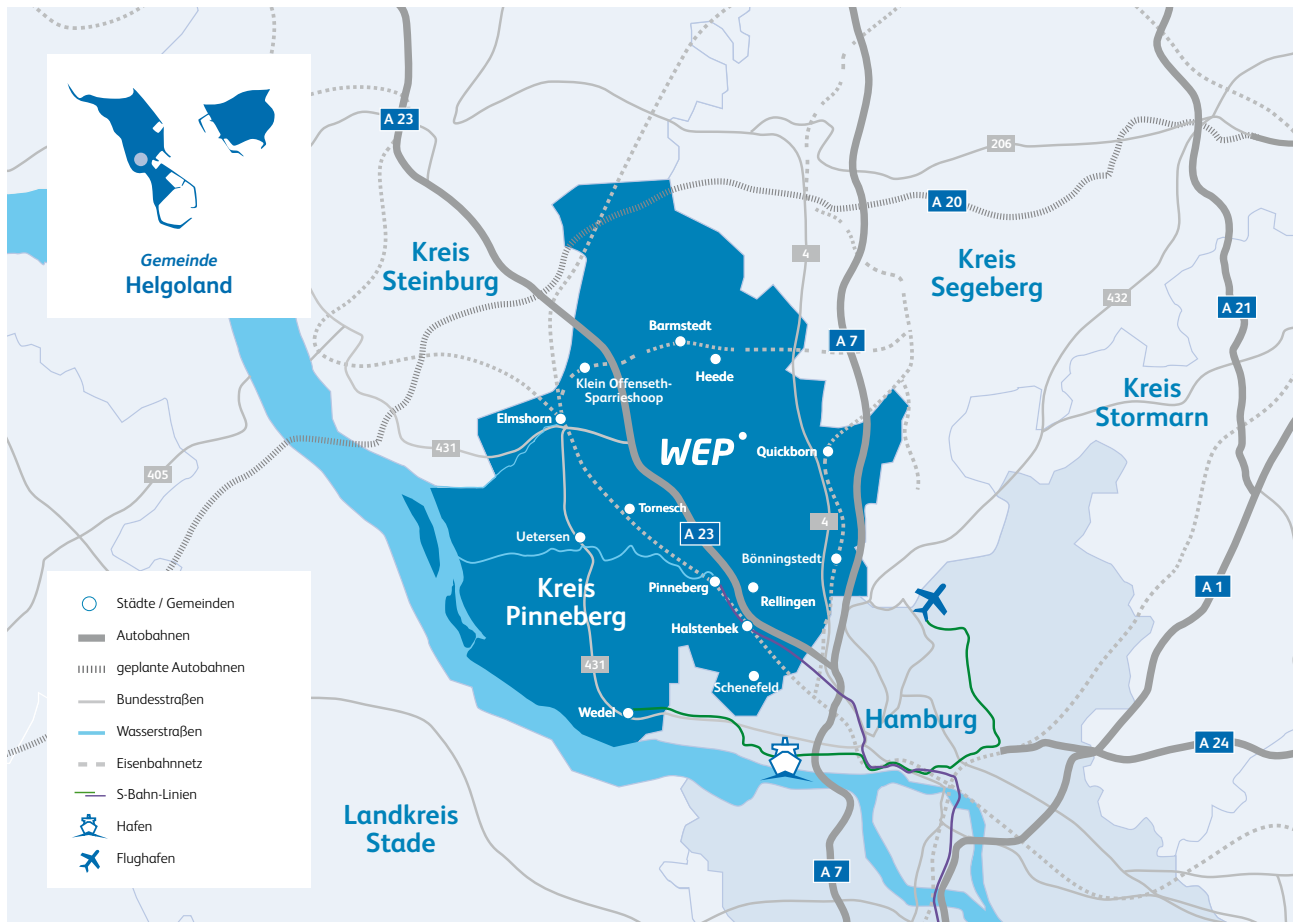 A 23
206
A 20
Gemeinde
Helgoland
Kreis
Steinburg
4
Kreis
Segeberg
432
A 21
A 7
Barmstedt
Heede
Klein Offenseth-
Sparrieshoop
Kreis
Stormarn
Elmshorn
431
WEP
Quickborn
405
Tornesch
4
A 23
Uetersen
Bönningstedt
Kreis
Pinneberg
Pinneberg
Rellingen
A 1
Halstenbek
431
Schenefeld
Wedel
Hamburg
A 24
Landkreis
Stade
A 7
Städte / Gemeinden
Autobahnen
geplante Autobahnen
Bundesstraßen
Wasserstraßen
Eisenbahnnetz
S-Bahn-Linien
Hafen
Flughafen